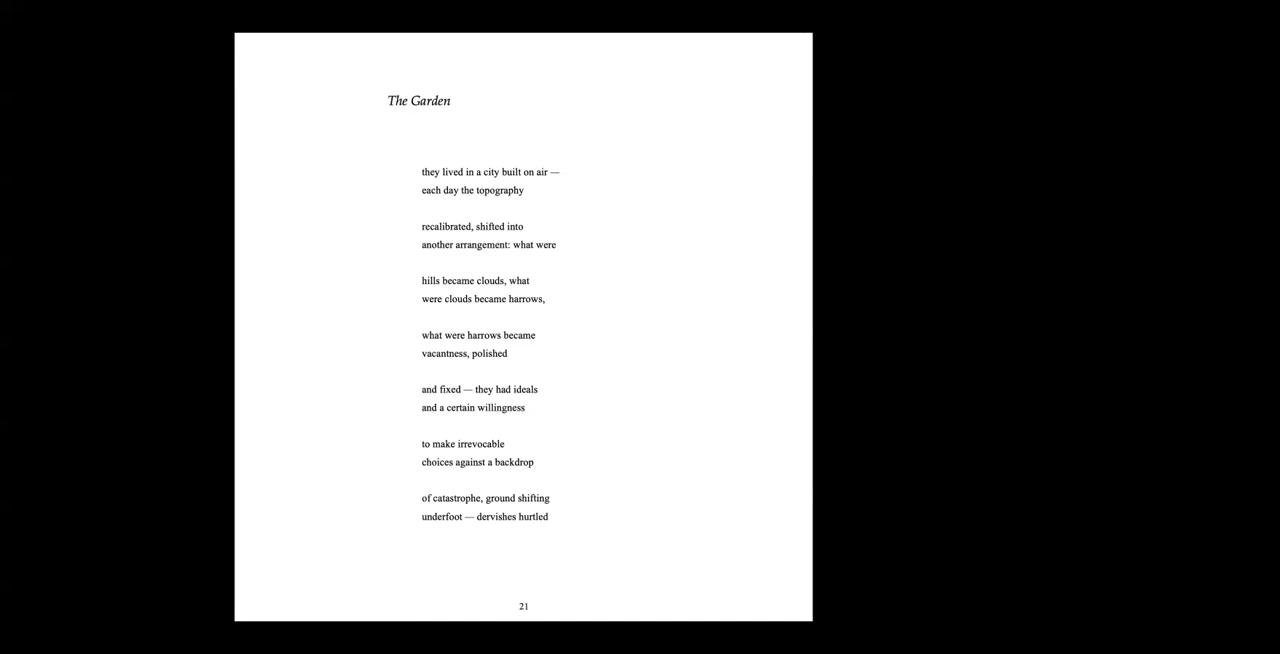 The Garden
they lived in a city built on air —
each day the topography
recalibrated, shifted into
another arrangement: what were
hills became clouds, what
were clouds became harrows,
what were harrows became
vacantness, polished
and fixed — they had ideals
and a certain willingness
to make irrevocable
choices against a backdrop
of catastrophe, ground shifting
underfoot — dervishes hurtled
21